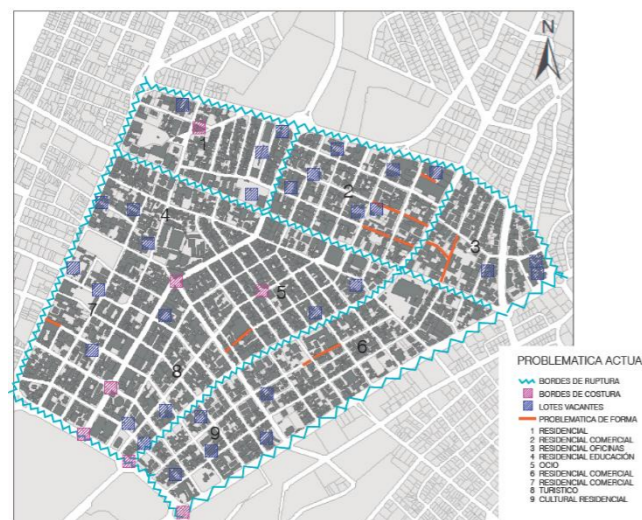 N
1
2
3
4
5
6
7
8
9
PROBLEMATICA ACTUA
BORDES DE RUPTURA
BORDES DE COSTURA
LOTES VACANTES
PROBLEMATICA DE FORMA
1 RESIDENCIAL
2 RESIDENCIAL COMERCIAL
3 RESIDENCIAL OFICINAS
4 RESIDENCIAL EDUCACIÓN
5 OCIO
6 RESIDENCIAL COMERCIAL
7 RESIDENCIAL COMERCIAL
8 TURISTICO
9 CULTURAL RESIDENCIAL